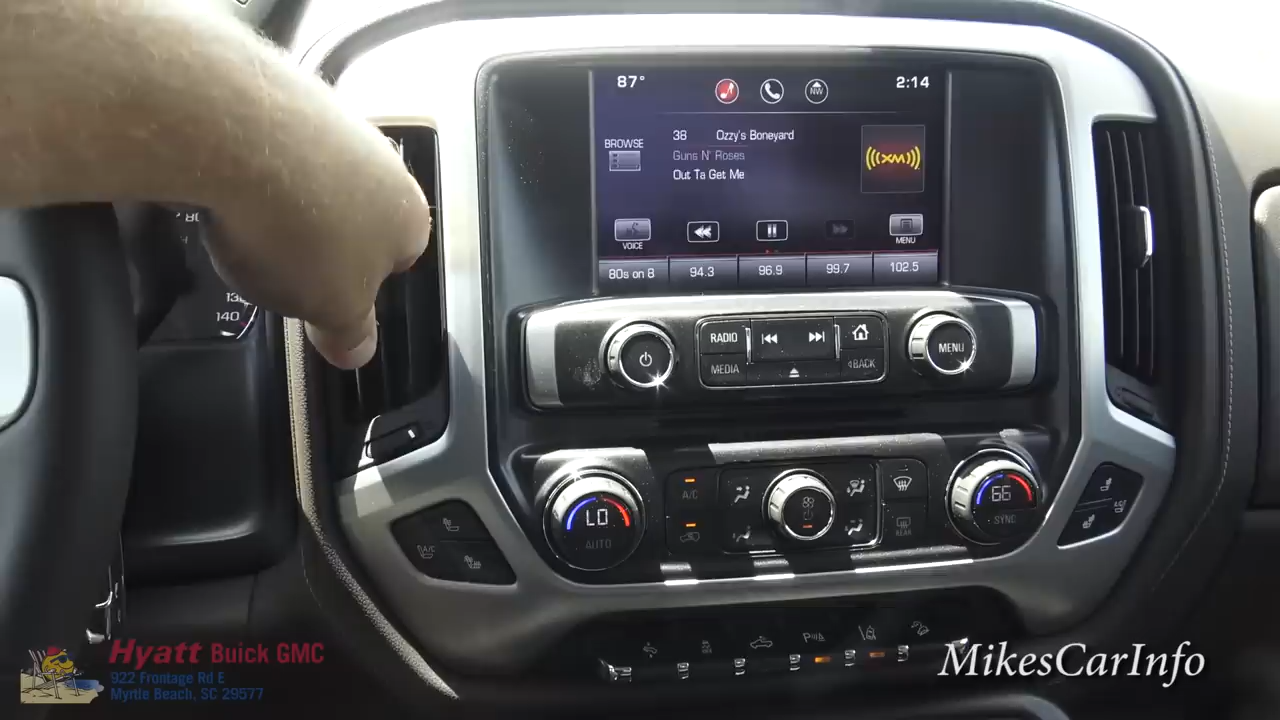 87°
NW
2:14
BROWSE
38 Ozzy's Boneyard
Guns N' Roses
Out Ta Get Me
((XM))
VOICE
MENU
80s on 8 94.3 96.9 99.7 102.5
80
140
RADIO
MEDIA
BACK
MENU
A/C
LO
AUTO
REAR
66
SYNC
A/C
Hyatt Buick GMC
922 Frontage Rd E
Myrtle Beach, SC 29577
MikesCarInfo